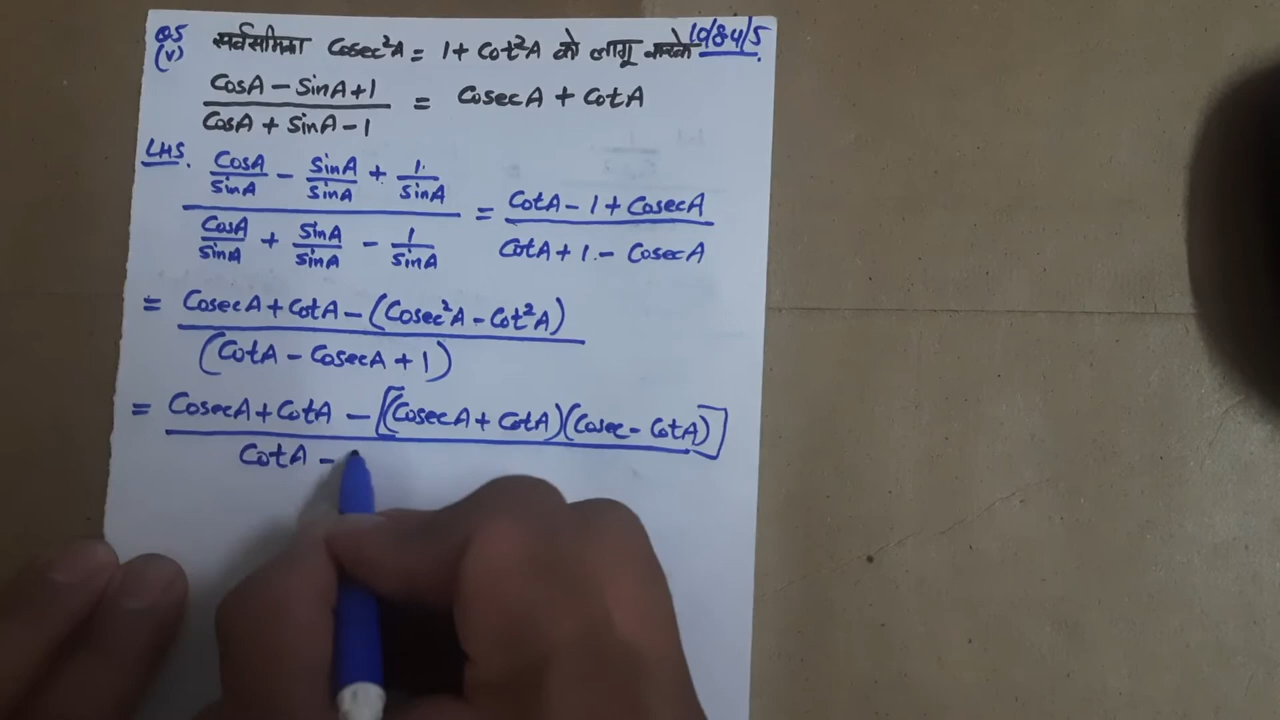 Q5 सर्वसमिका Cosec²A = 1 + Cot²A को लागू करके 10/8.4/5
(v) CosA - SinA + 1 / CosA + SinA - 1 = CosecA + CotA
LHS. CosA/SinA - SinA/SinA + 1/SinA / CosA/SinA + SinA/SinA - 1/SinA = CotA - 1 + CosecA / CotA + 1 - CosecA
= CosecA + CotA - (Cosec²A - Cot²A) / (CotA - CosecA + 1)
= CosecA + CotA - [(CosecA + CotA)(Cosec - CotA)] / CotA -